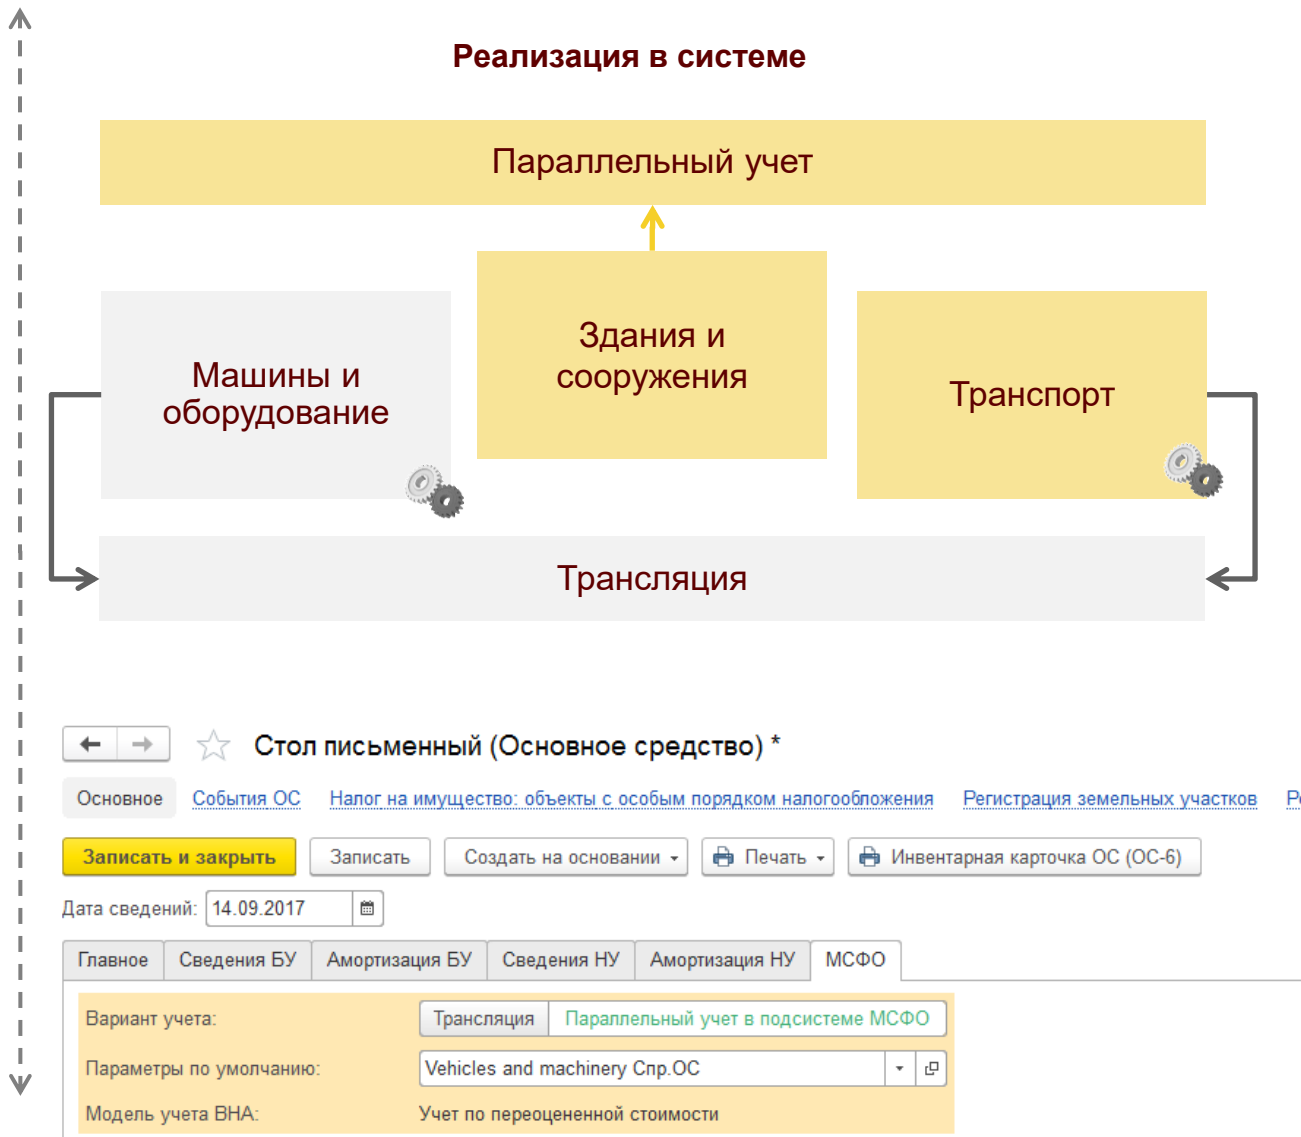 Реализация в системе
Параллельный учет
Здания и
сооружения
Машины и
оборудование
Транспорт
Трансляция
Стол письменный (Основное средство) *
Основное События ОС Налог на имущество: объекты с особым порядком налогообложения Регистрация земельных участков
Записать и закрыть Записать Создать на основании Печать Инвентарная карточка ОС (ОС-6)
Дата сведений: 14.09.2017
Главное Сведения БУ Амортизация БУ Сведения НУ Амортизация НУ МСФО
Вариант учета: Трансляция Параллельный учет в подсистеме МСФО
Параметры по умолчанию: Vehicles and machinery Спр.ОС
Модель учета ВНА: Учет по переоцененной стоимости